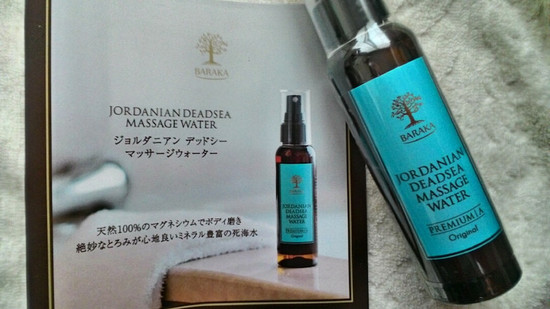 BARAKA
JORDANIAN DEADSEA
MASSAGE WATER
ジョルダニアン デッドシー
マッサージウォーター
天然100%のマグネシウムでボディ磨き
絶妙なとろみが心地良いミネラル豊富の死海水
JORDANIAN
DEADSEA
MASSAGE
WATER
Original
BARAKA
JORDANIAN
DEADSEA
MASSAGE
WATER
PREMIUM IA
Original